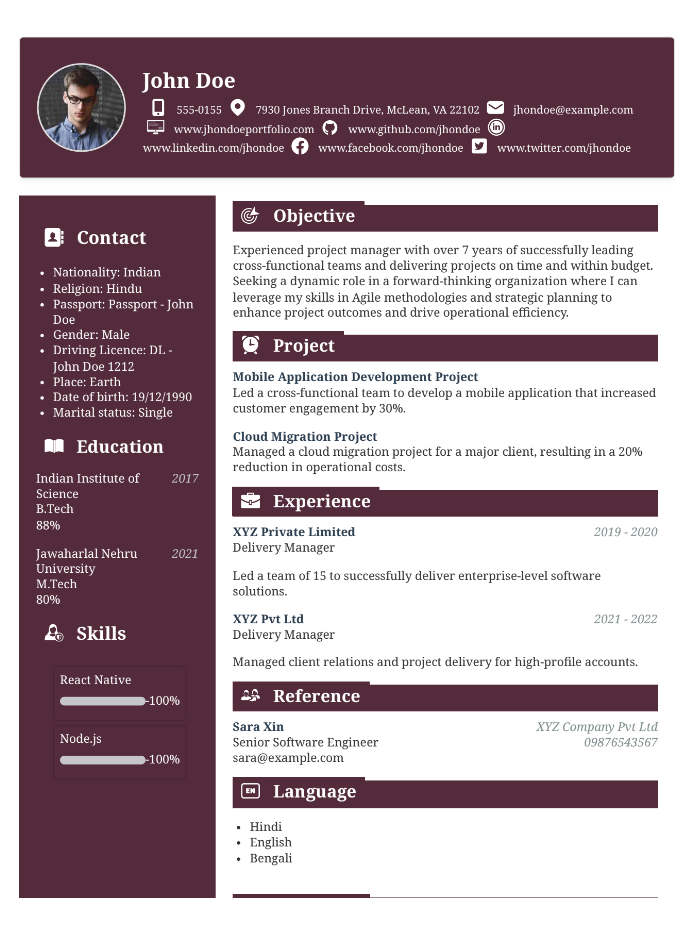 John Doe
555-0155 7930 Jones Branch Drive, McLean, VA 22102 jhondoe@example.com
www.jhondoeportfolio.com www.github.com/jhondoe
www.linkedin.com/jhondoe www.facebook.com/jhondoe www.twitter.com/jhondoe
Contact
• Nationality: Indian
• Religion: Hindu
• Passport: Passport - John
Doe
• Gender: Male
• Driving Licence: DL -
John Doe 1212
• Place: Earth
• Date of birth: 19/12/1990
• Marital status: Single
Education
Indian Institute of 2017
Science
B.Tech
88%
Jawaharlal Nehru 2021
University
M.Tech
80%
Skills
React Native
100%
Node.js
100%
Objective
Experienced project manager with over 7 years of successfully leading
cross-functional teams and delivering projects on time and within budget.
Seeking a dynamic role in a forward-thinking organization where I can
leverage my skills in Agile methodologies and strategic planning to
enhance project outcomes and drive operational efficiency.
Project
Mobile Application Development Project
Led a cross-functional team to develop a mobile application that increased
customer engagement by 30%.
Cloud Migration Project
Managed a cloud migration project for a major client, resulting in a 20%
reduction in operational costs.
Experience
XYZ Private Limited 2019 - 2020
Delivery Manager
Led a team of 15 to successfully deliver enterprise-level software
solutions.
XYZ Pvt Ltd 2021 - 2022
Delivery Manager
Managed client relations and project delivery for high-profile accounts.
Reference
Sara Xin XYZ Company Pvt Ltd
Senior Software Engineer 09876543567
sara@example.com
EN Language
• Hindi
• English
• Bengali